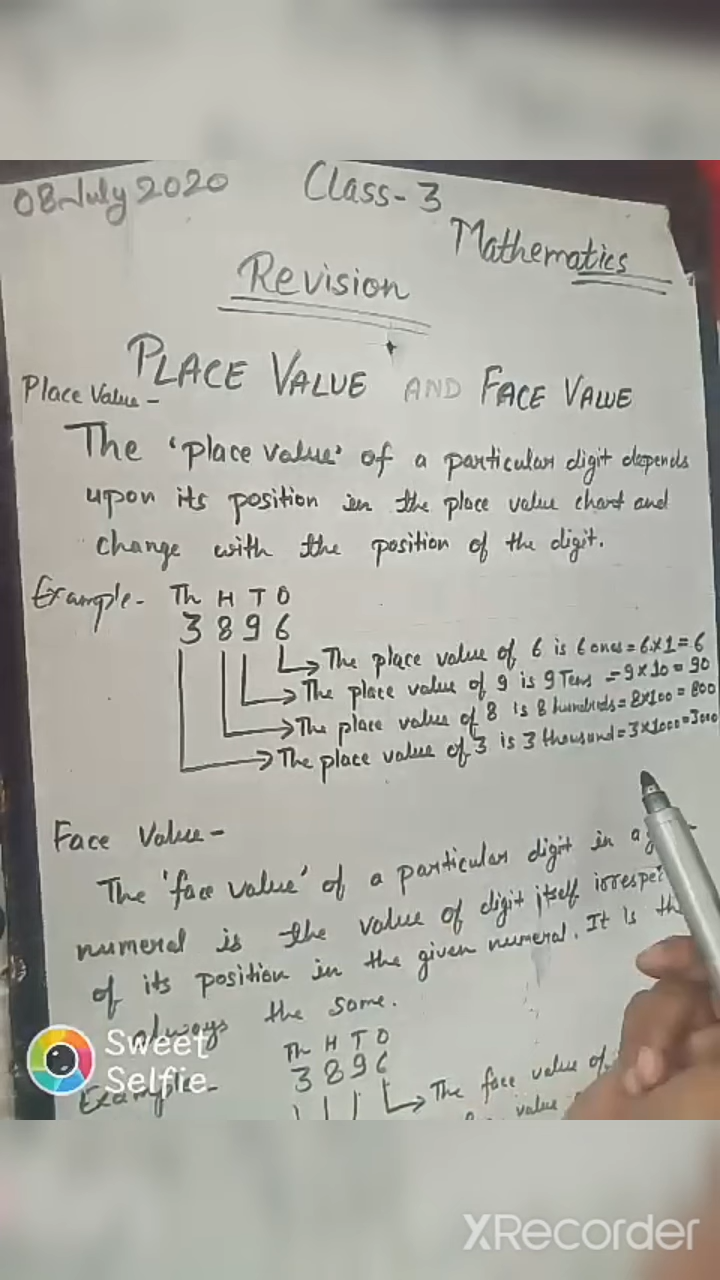 08 July 2020 Class-3
Mathematics
Revision
PLACE VALUE AND FACE VALUE
Place Value -
The 'place value' of a particular digit depends
upon its position in the place value chart and
change with the position of the digit.
Example- Th H T O
3 8 9 6
The place value of 6 is 6 ones = 6×1 = 6
The place value of 9 is 9 Tens = 9×10 = 90
The place value of 8 is 8 hundreds = 8×100 = 800
The place value of 3 is 3 thousand = 3×1000 = 3000
Face Value -
The 'face value' of a particular digit in a
numeral is the value of digit itself
of its position in the given numeral. It is
always the same.
Sweet
Selfie
Example- Th H T O
3 8 9 6
The face value of
value
XRecorder